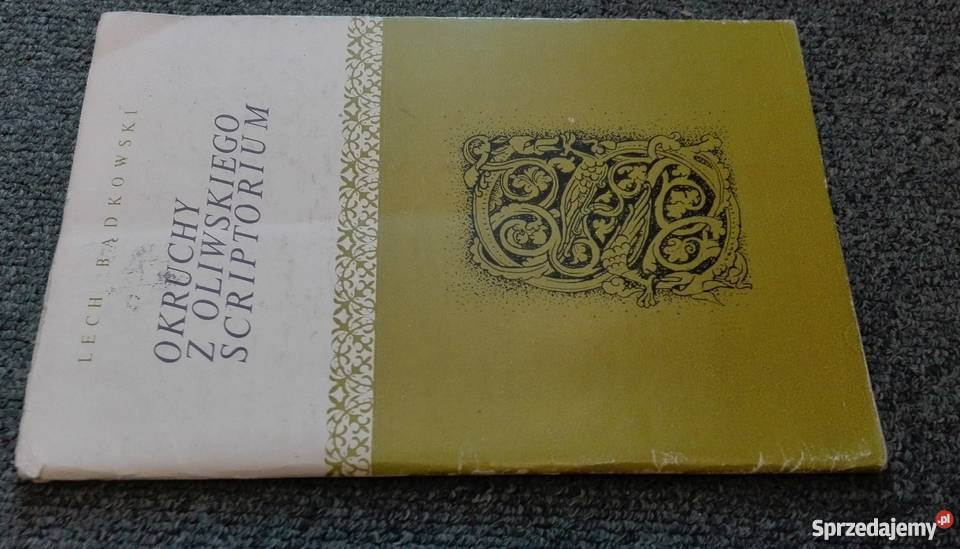 LECH BĄDKOWSKI
OKRUCHY
Z OLIWSKIEGO
SCRIPTORIUM
Sprzedajemy.pl